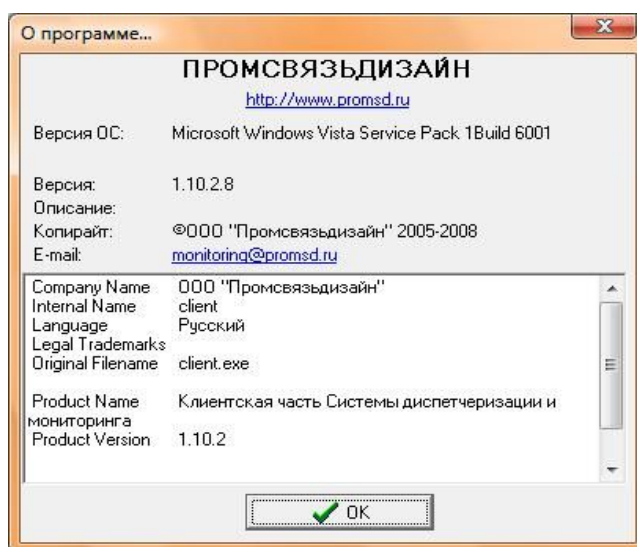 О программе...
ПРОМСВЯЗЬДИЗАЙН
http://www.promsd.ru
Версия ОС: Microsoft Windows Vista Service Pack 1Build 6001
Версия: 1.10.2.8
Описание:
Копирайт: ©ООО "Промсвязьдизайн" 2005-2008
E-mail: monitoring@promsd.ru
Company Name ООО "Промсвязьдизайн"
Internal Name client
Language Русский
Legal Trademarks
Original Filename client.exe
Product Name Клиентская часть Системы диспетчеризации и
мониторинга
Product Version 1.10.2
OK